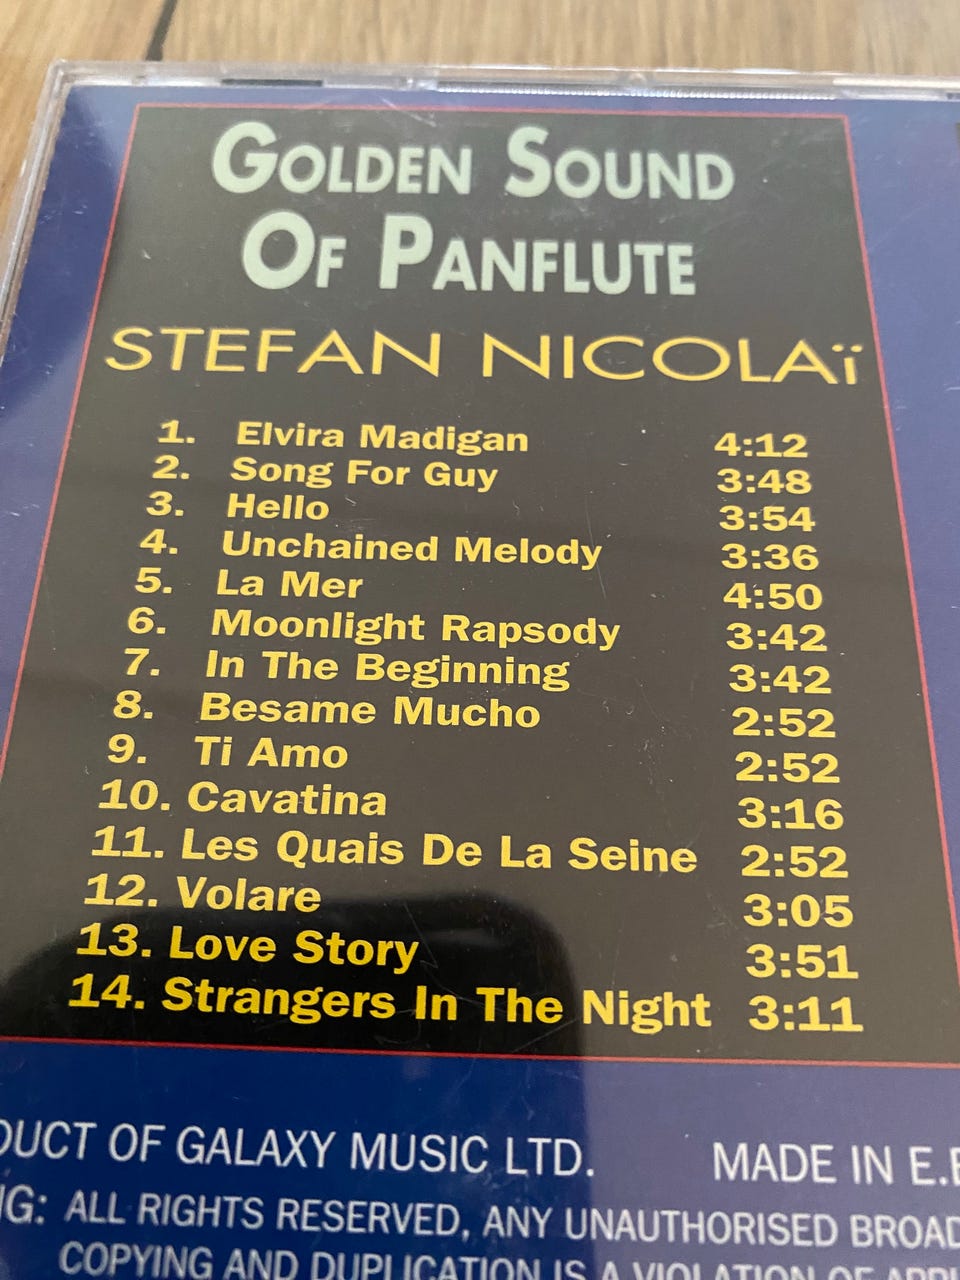 GOLDEN SOUND
OF PANFLUTE
STEFAN NICOLAï
1. Elvira Madigan 4:12
2. Song For Guy 3:48
3. Hello 3:54
4. Unchained Melody 3:36
5. La Mer 4:50
6. Moonlight Rapsody 3:42
7. In The Beginning 3:42
8. Besame Mucho 2:52
9. Ti Amo 2:52
10. Cavatina 3:16
11. Les Quais De La Seine 2:52
12. Volare 3:05
13. Love Story 3:51
14. Strangers In The Night 3:11
OF GALAXY MUSIC LTD. MADE IN
ALL RIGHTS RESERVED, ANY UNAUTHORISED
COPYING AND DUPLICATION IS A VIOLATION OF